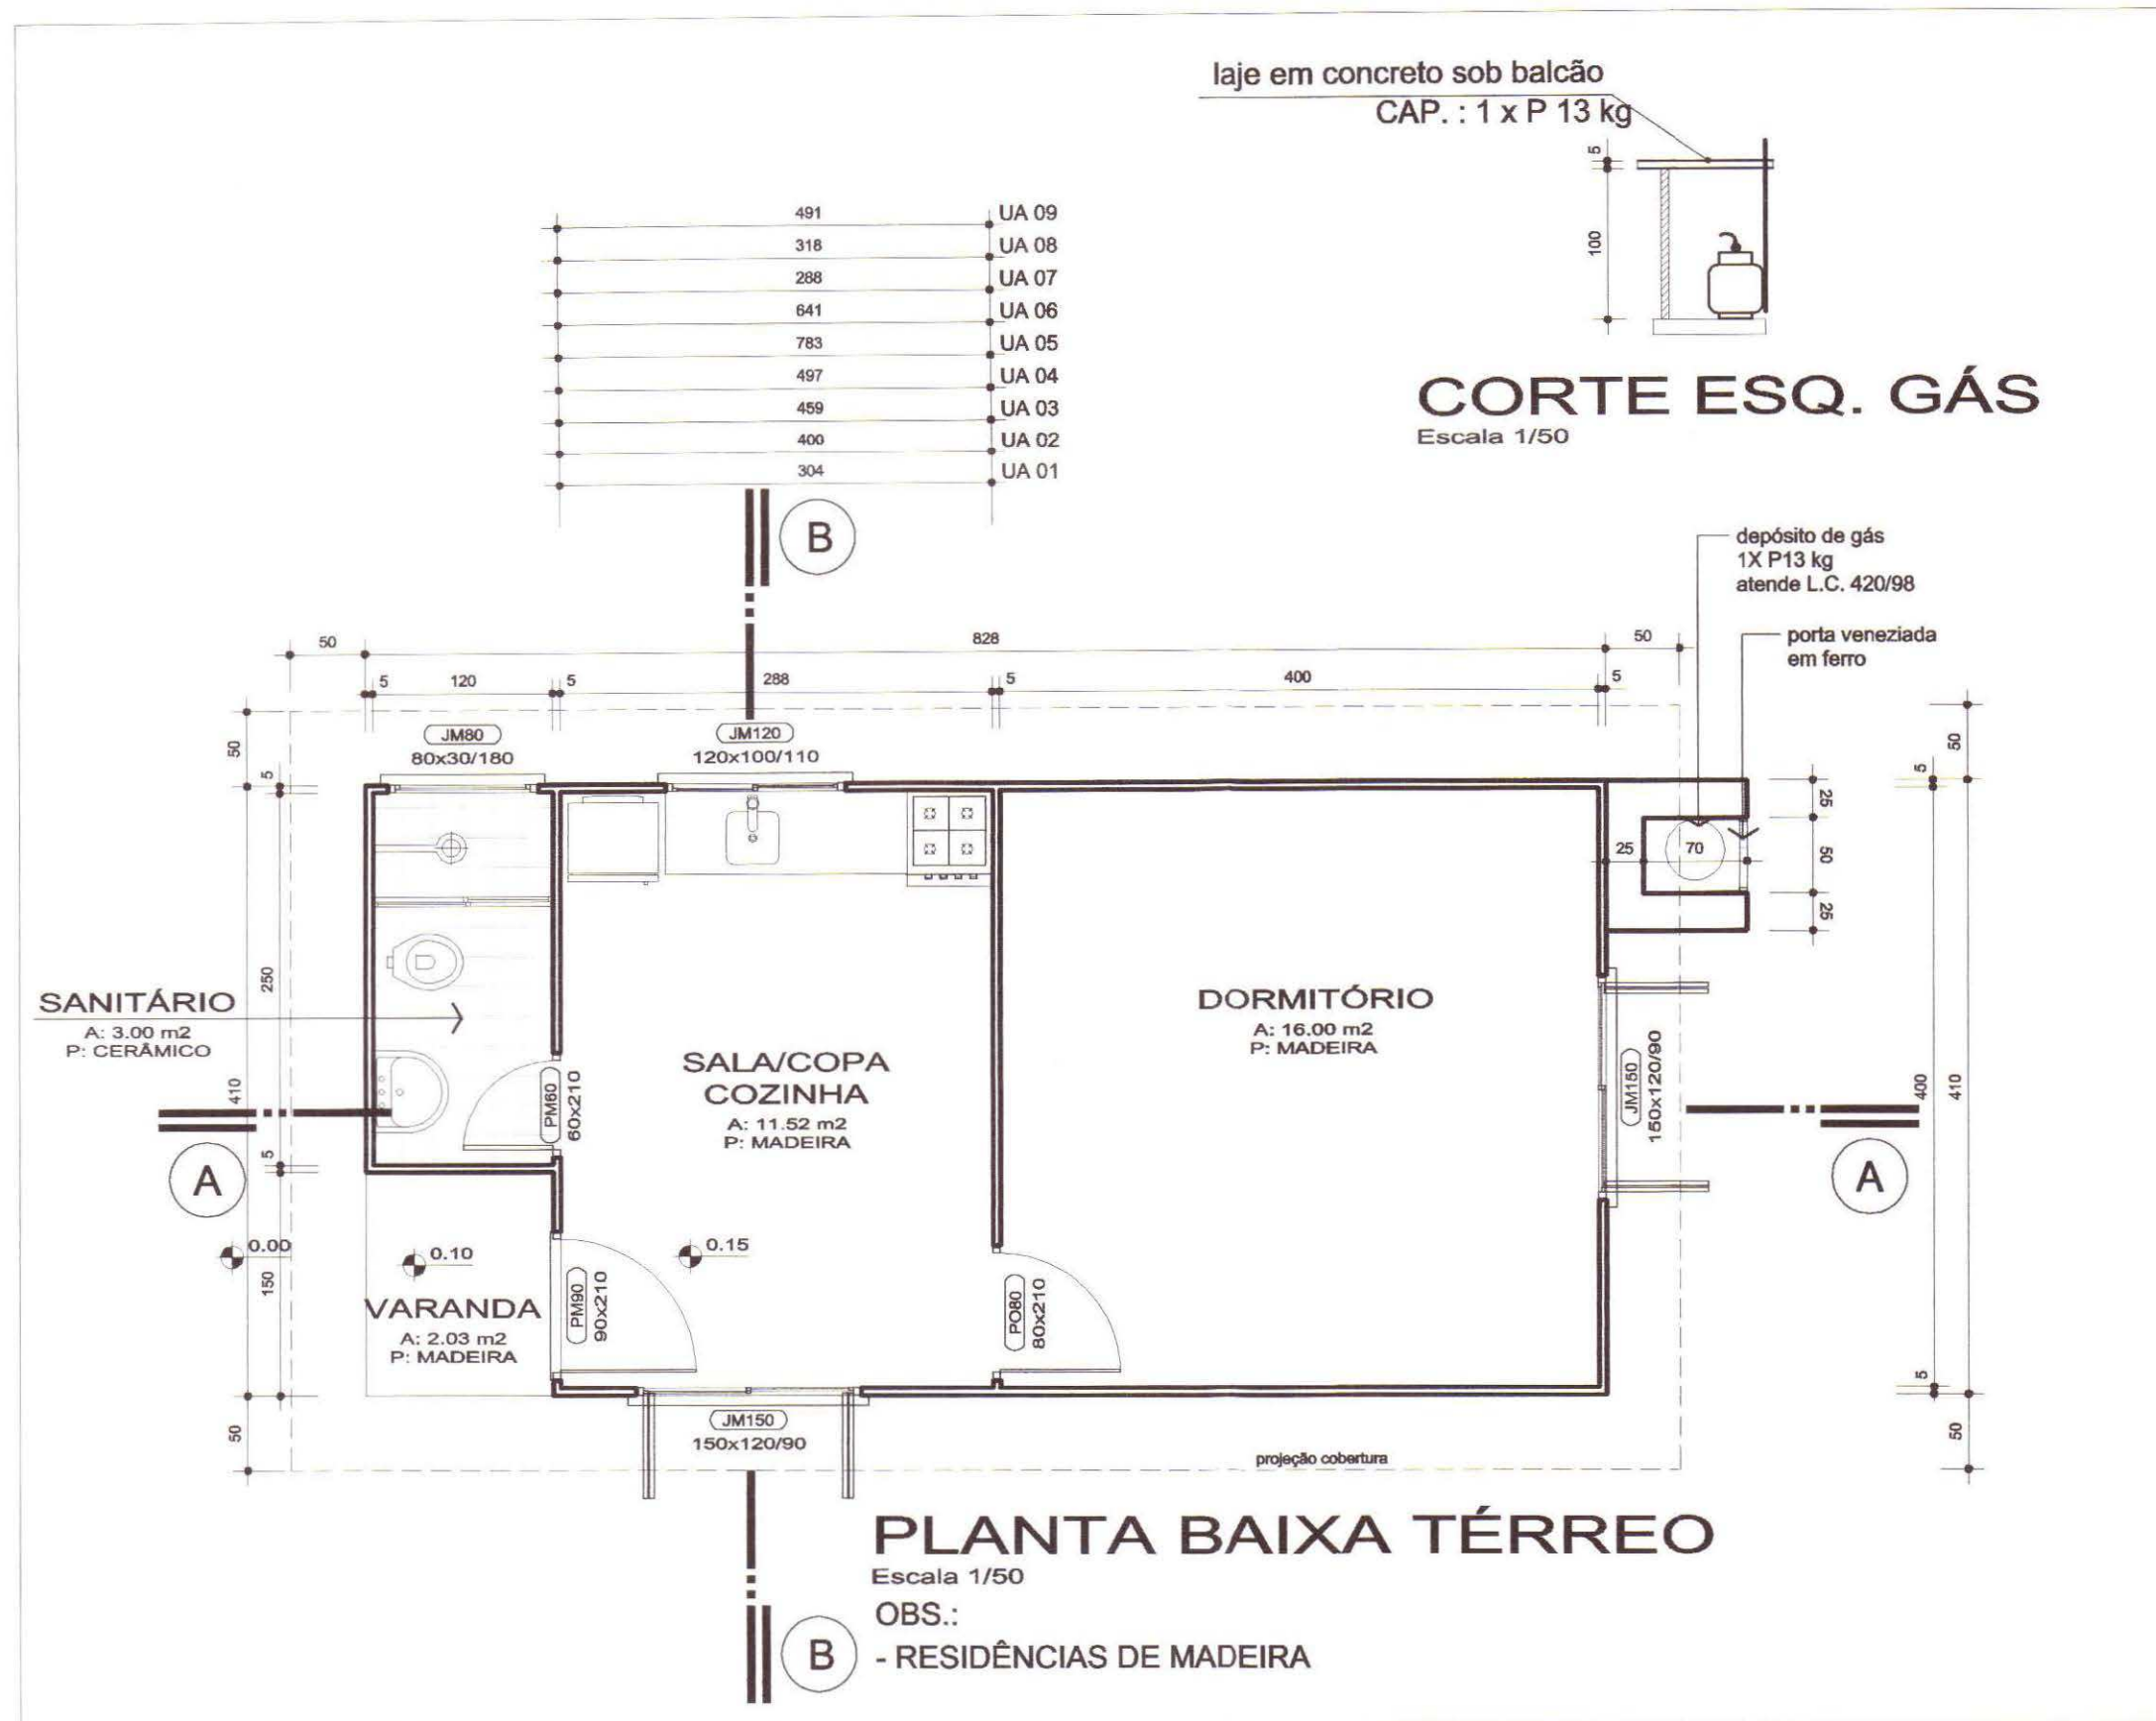 laje em concreto sob balcão
CAP. : 1 x P 13 kg
5
100
CORTE ESQ. GÁS
Escala 1/50
491 UA 09
318 UA 08
288 UA 07
641 UA 06
783 UA 05
497 UA 04
459 UA 03
400 UA 02
304 UA 01
B
depósito de gás
1X P13 kg
atende L.C. 420/98
porta veneziada
em ferro
50 828 50
5 120 5 288 5 400 5
JM80
80x30/180
JM120
120x100/110
50
5
50
5
25
50
25
25 70
250
SANITÁRIO
A: 3.00 m2
P: CERÂMICO
DORMITÓRIO
A: 16.00 m2
P: MADEIRA
SALA/COPA
COZINHA
A: 11.52 m2
P: MADEIRA
PM60
60x210
JM150
150x120/90
410
400
410
5
A
A
0.00
0.10
0.15
150
VARANDA
A: 2.03 m2
P: MADEIRA
PM90
90x210
PO80
80x210
5
50
50
JM150
150x120/90
projeção cobertura
PLANTA BAIXA TÉRREO
Escala 1/50
OBS.:
B
- RESIDÊNCIAS DE MADEIRA